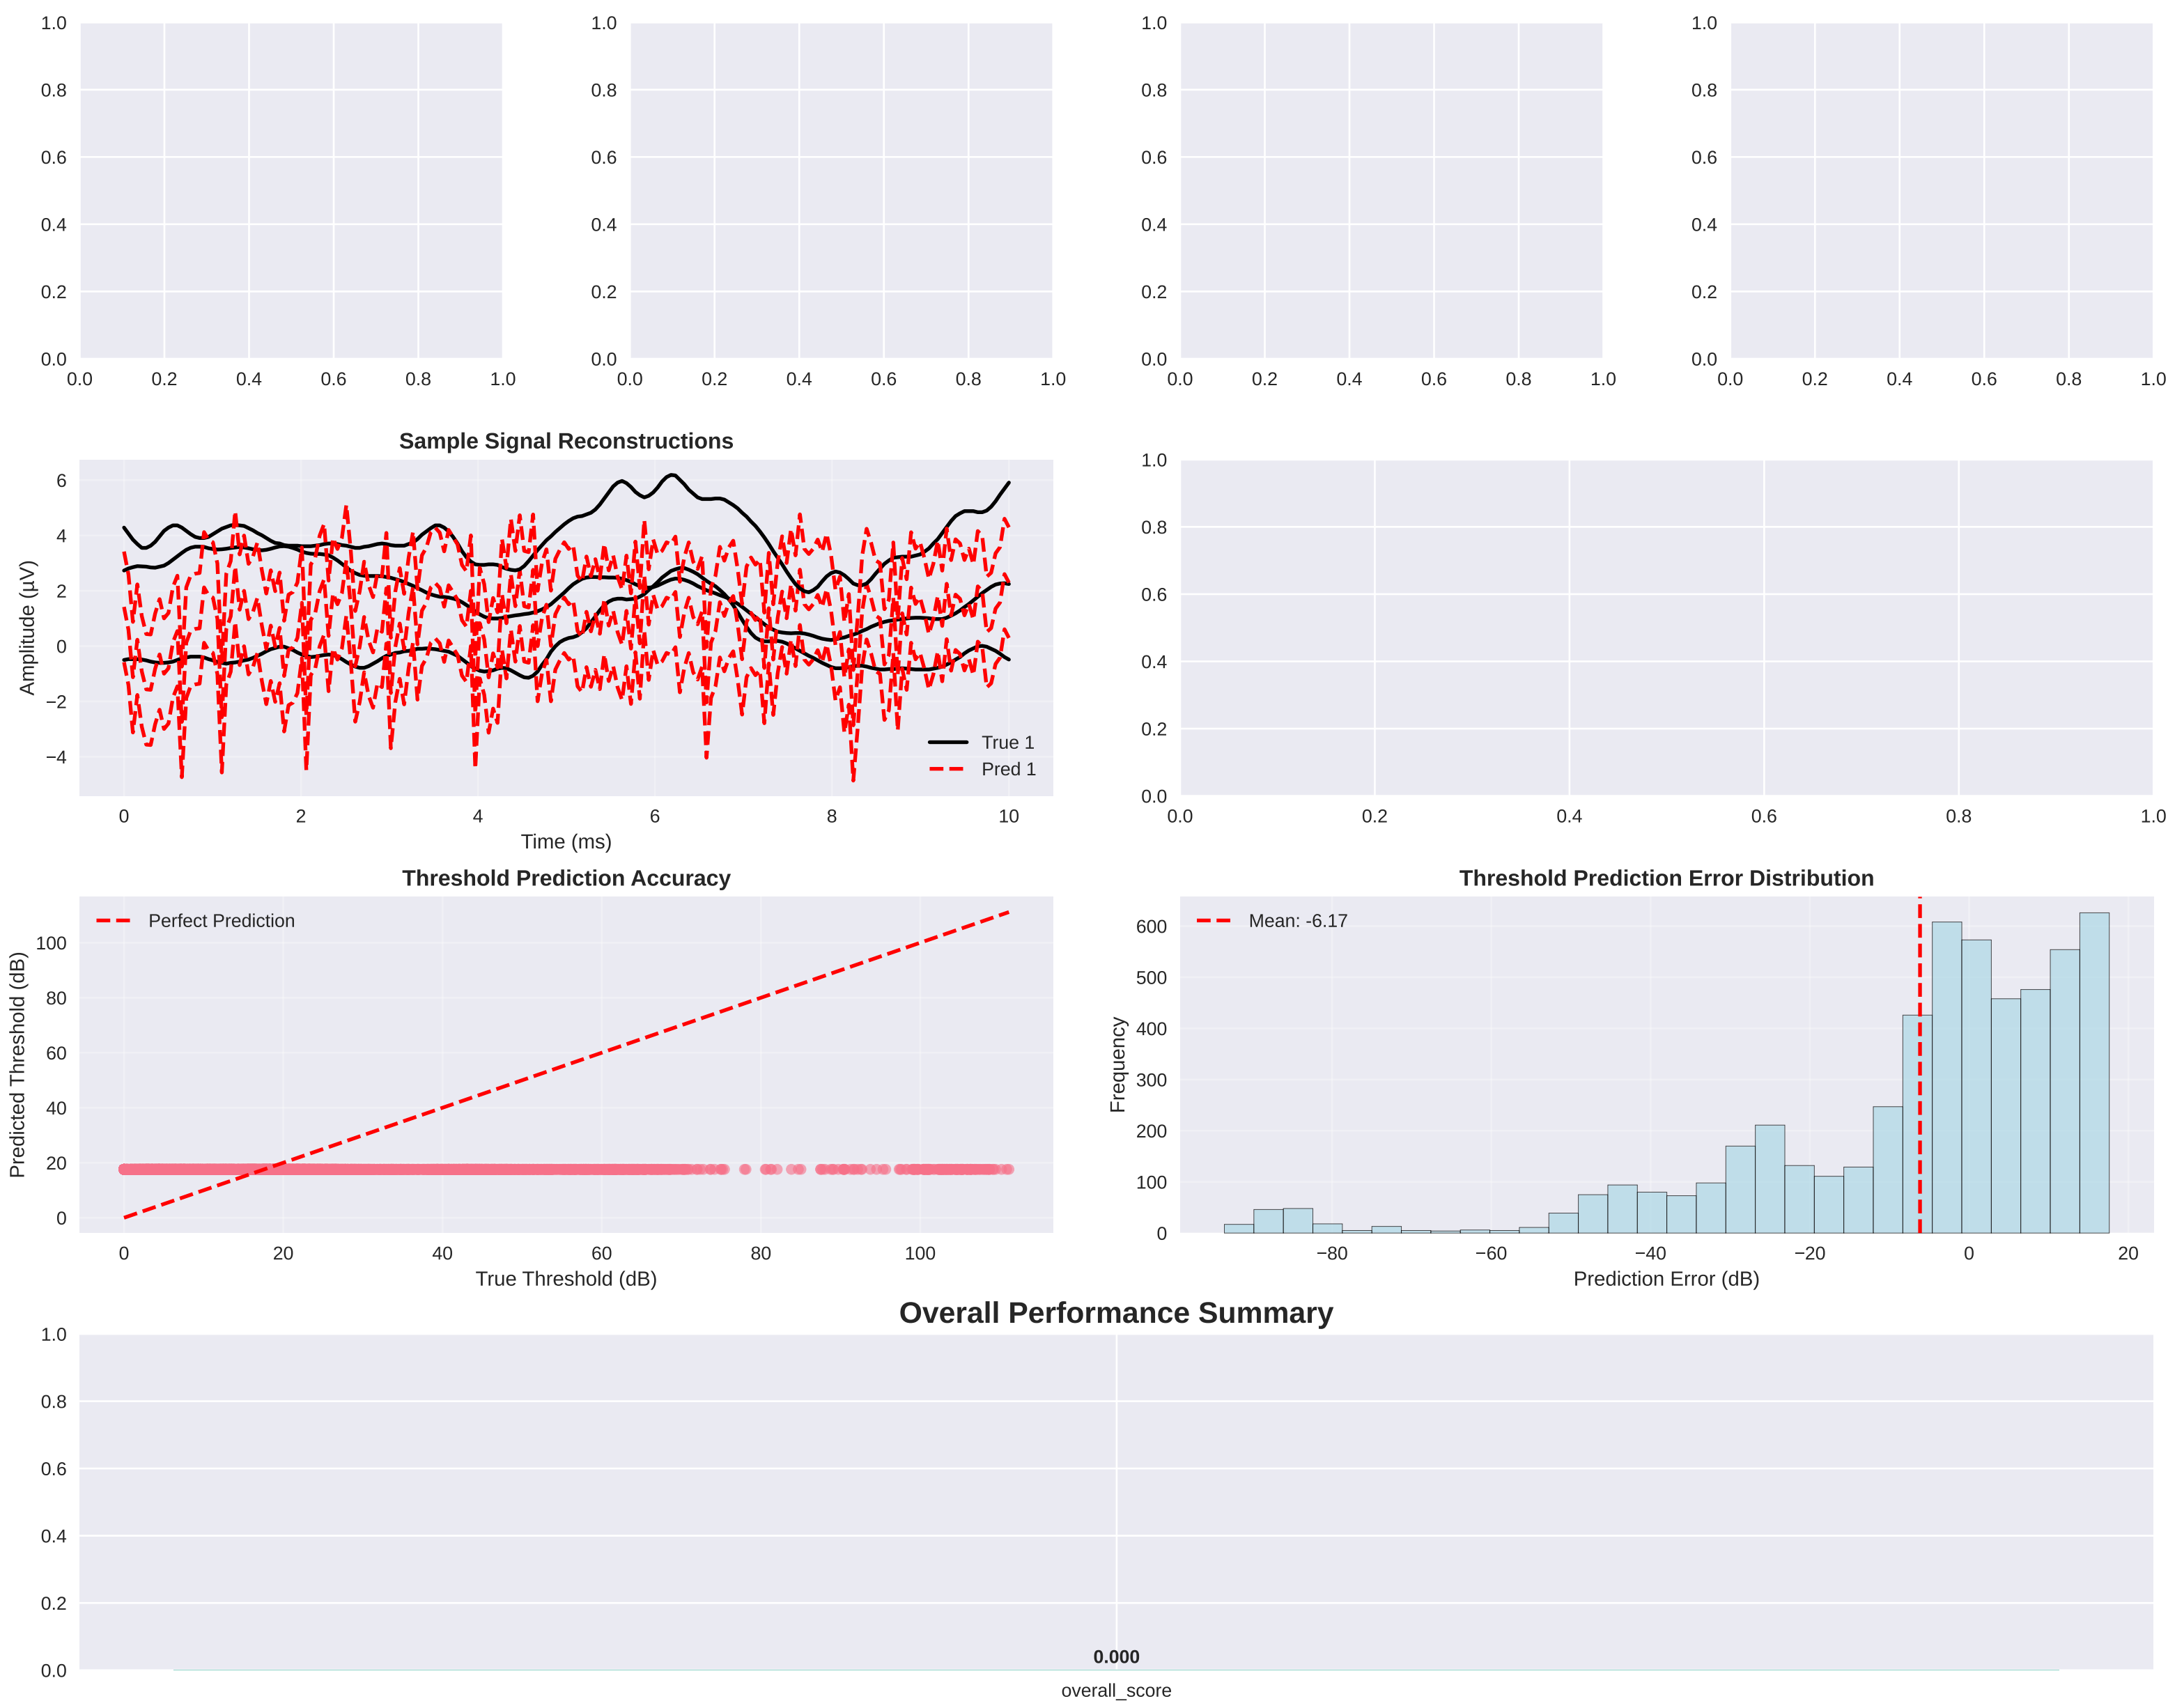 1.0 1.0 1.0 1.0
0.8 0.8 0.8 0.8
0.6 0.6 0.6 0.6
0.4 0.4 0.4 0.4
0.2 0.2 0.2 0.2
0.0 0.0 0.0 0.0
0.0 0.2 0.4 0.6 0.8 1.0 0.0 0.2 0.4 0.6 0.8 1.0 0.0 0.2 0.4 0.6 0.8 1.0 0.0 0.2 0.4 0.6 0.8 1.0
Sample Signal Reconstructions
Amplitude (µV)
6
4
2
0
−2
−4
True 1
Pred 1
0 2 4 6 8 10
Time (ms)
1.0
0.8
0.6
0.4
0.2
0.0
0.0 0.2 0.4 0.6 0.8 1.0
Threshold Prediction Accuracy
Predicted Threshold (dB)
Perfect Prediction
100
80
60
40
20
0
0 20 40 60 80 100
True Threshold (dB)
Threshold Prediction Error Distribution
Frequency
Mean: -6.17
600
500
400
300
200
100
0
−80 −60 −40 −20 0 20
Prediction Error (dB)
Overall Performance Summary
1.0
0.8
0.6
0.4
0.2
0.0
0.000
overall_score